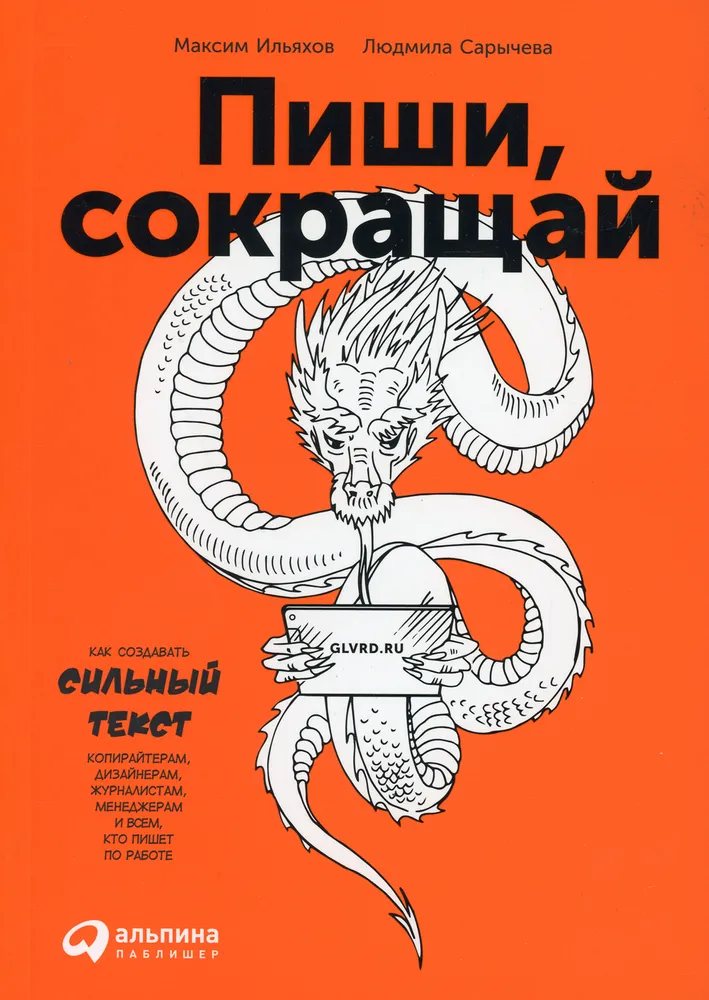 Максим Ильяхов Людмила Сарычева
Пиши,
сокращай
GLVRD.RU
КАК СОЗДАВАТЬ
СИЛЬНЫЙ
ТЕКСТ
КОПИРАЙТЕРАМ,
ДИЗАЙНЕРАМ,
ЖУРНАЛИСТАМ,
МЕНЕДЖЕРАМ
И ВСЕМ,
КТО ПИШЕТ
ПО РАБОТЕ
альпина
ПАБЛИШЕР